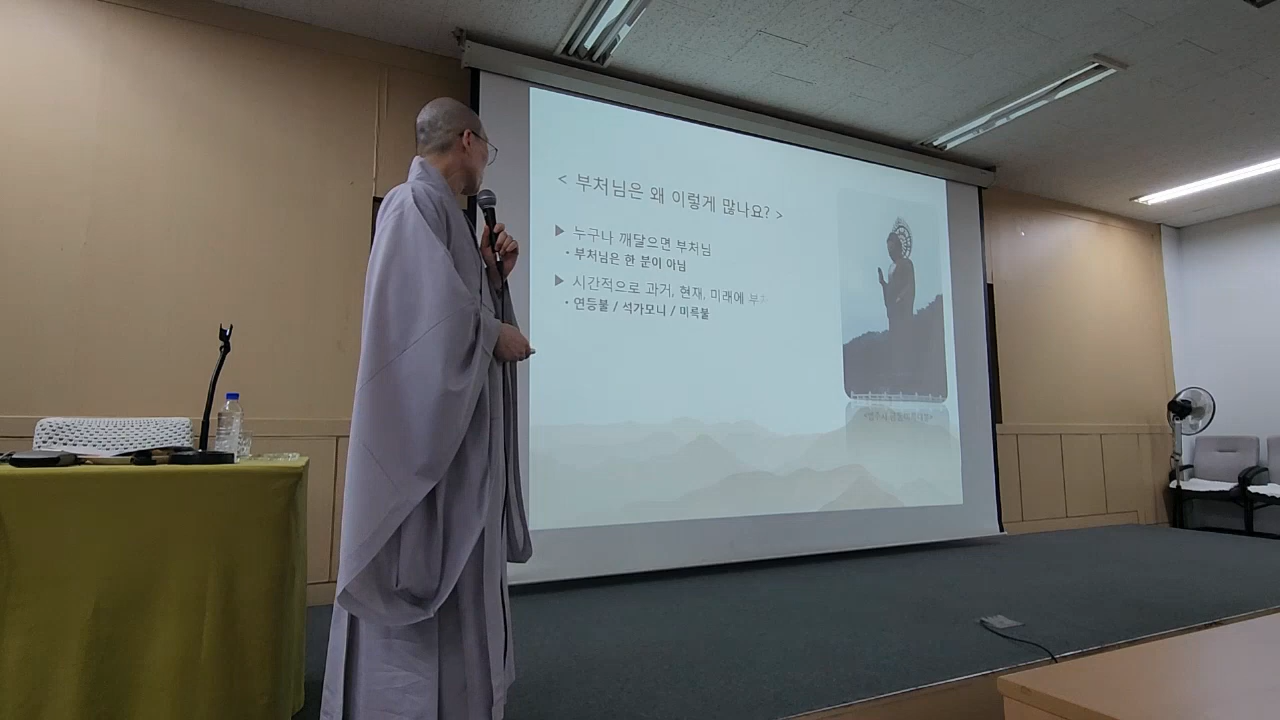 < 부처님은 왜 이렇게 많나요? >
▶ 누구나 깨달으면 부처님
• 부처님은 한 분이 아님
▶ 시간적으로 과거, 현재, 미래에 부처
• 연등불 / 석가모니 / 미륵불